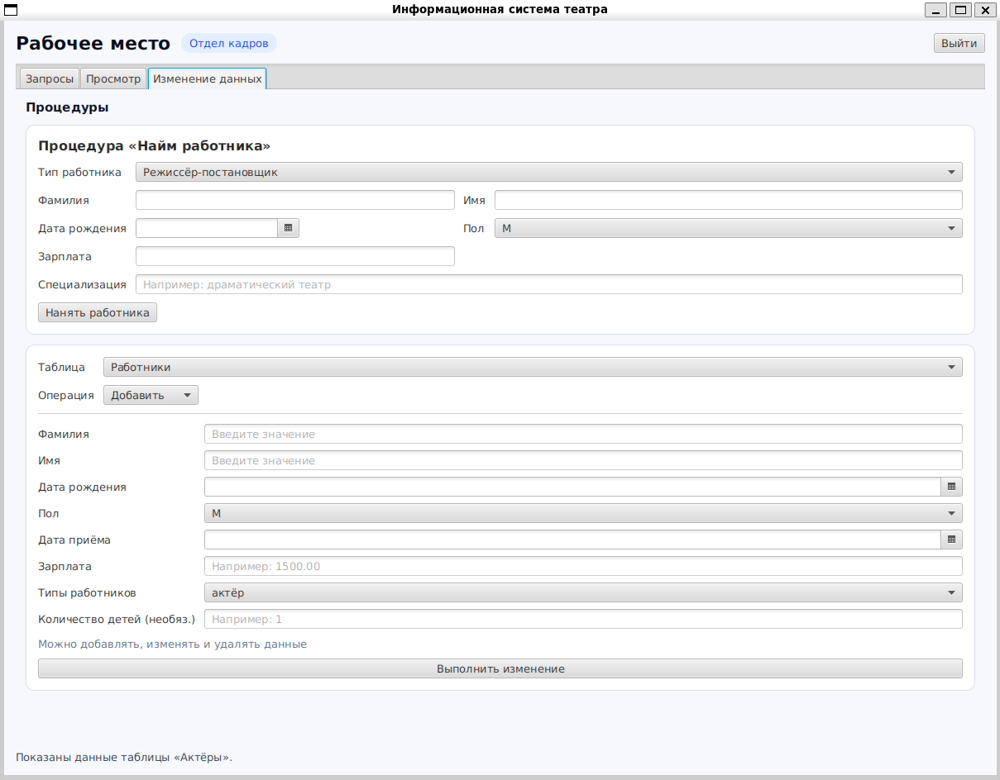 Информационная система театра
Рабочее место Отдел кадров Выйти
Запросы Просмотр Изменение данных
Процедуры
Процедура «Найм работника»
Тип работника Режиссёр-постановщик
Фамилия Имя
Дата рождения Пол М
Зарплата
Специализация Например: драматический театр
Нанять работника
Таблица Работники
Операция Добавить
Фамилия Введите значение
Имя Введите значение
Дата рождения
Пол М
Дата приёма
Зарплата Например: 1500.00
Типы работников актёр
Количество детей (необяз.) Например: 1
Можно добавлять, изменять и удалять данные
Выполнить изменение
Показаны данные таблицы «Актёры».